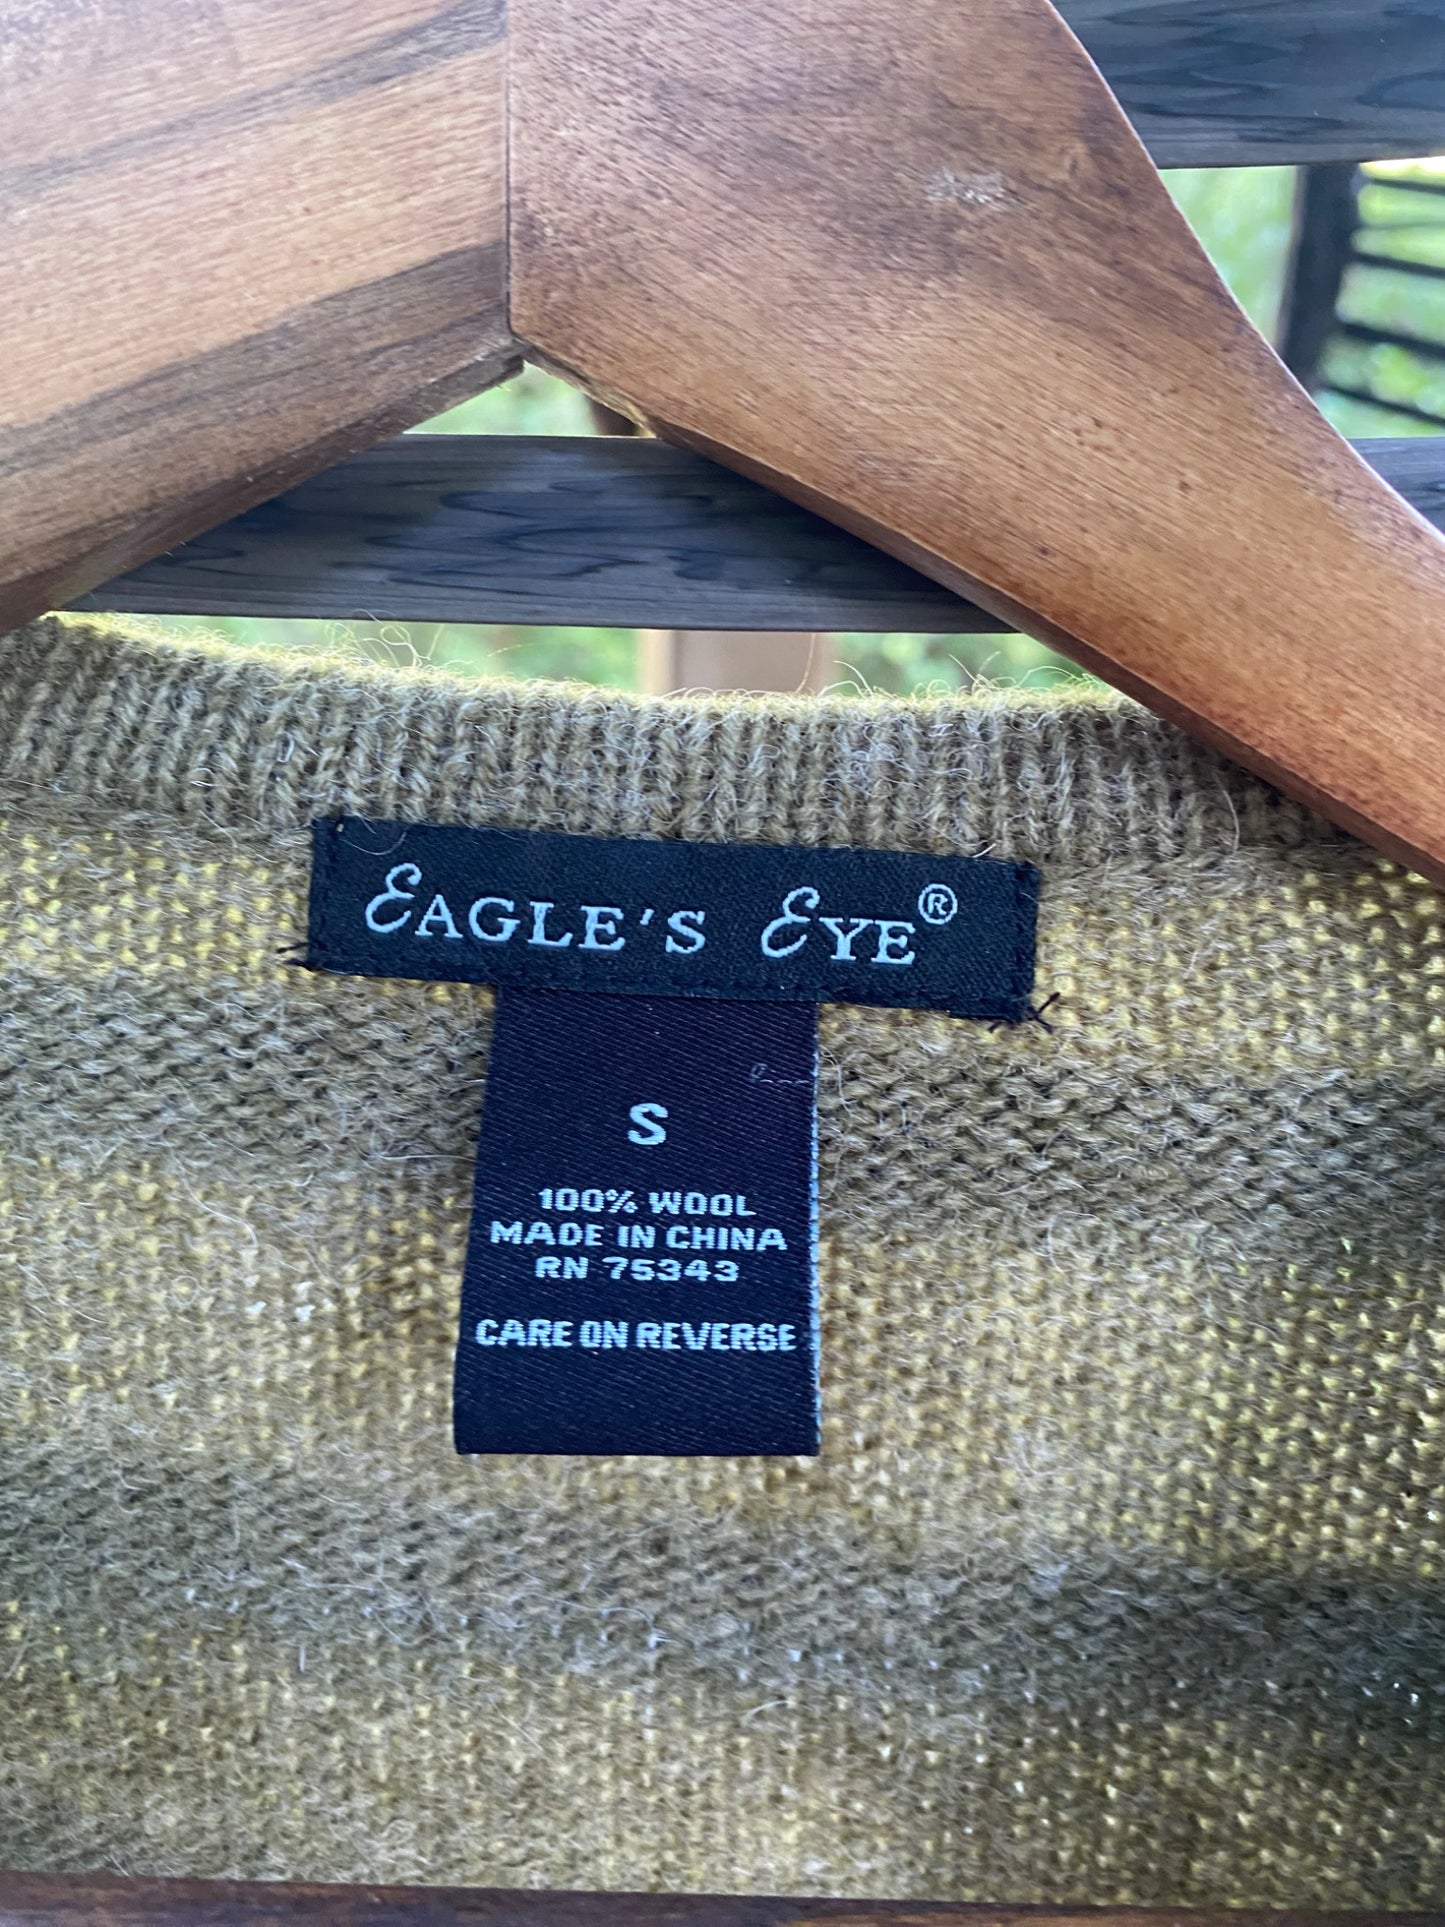 EAGLE'S EYE®
S
100% WOOL
MADE IN CHINA
RN 75343
CARE ON REVERSE